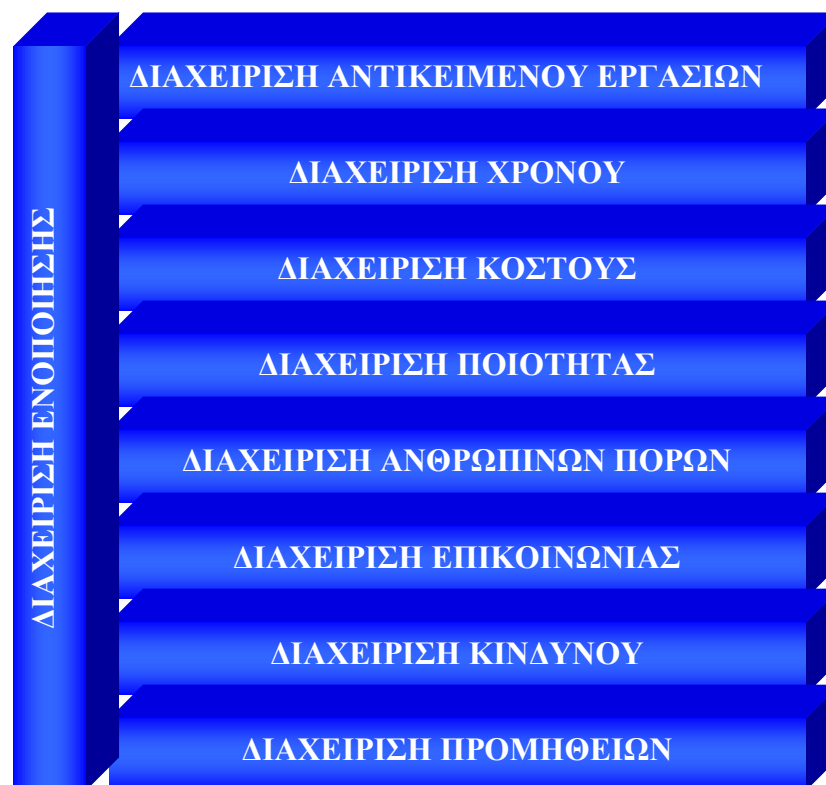 ΔΙΑΧΕΙΡΙΣΗ ΕΝΟΠΟΙΗΣΗΣ
ΔΙΑΧΕΙΡΙΣΗ ΑΝΤΙΚΕΙΜΕΝΟΥ ΕΡΓΑΣΙΩΝ
ΔΙΑΧΕΙΡΙΣΗ ΧΡΟΝΟΥ
ΔΙΑΧΕΙΡΙΣΗ ΚΟΣΤΟΥΣ
ΔΙΑΧΕΙΡΙΣΗ ΠΟΙΟΤΗΤΑΣ
ΔΙΑΧΕΙΡΙΣΗ ΑΝΘΡΩΠΙΝΩΝ ΠΟΡΩΝ
ΔΙΑΧΕΙΡΙΣΗ ΕΠΙΚΟΙΝΩΝΙΑΣ
ΔΙΑΧΕΙΡΙΣΗ ΚΙΝΔΥΝΟΥ
ΔΙΑΧΕΙΡΙΣΗ ΠΡΟΜΗΘΕΙΩΝ